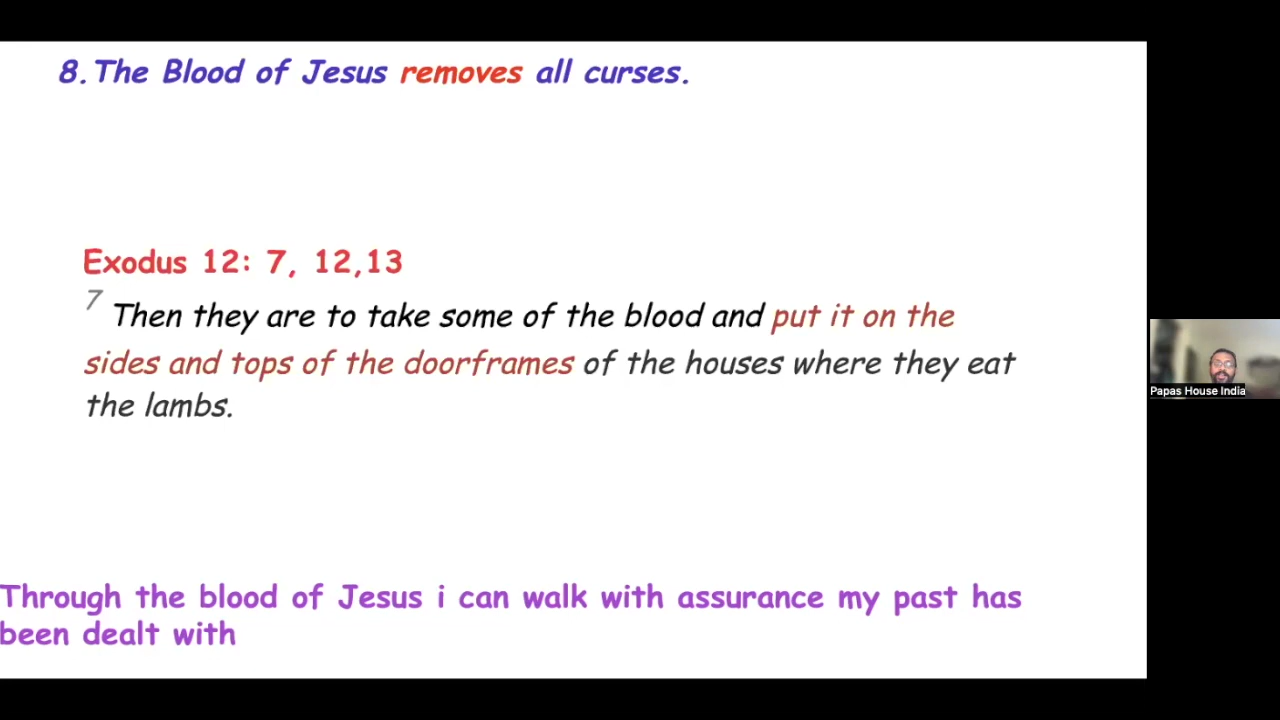 8. The Blood of Jesus removes all curses.
Exodus 12: 7, 12,13
7 Then they are to take some of the blood and put it on the
sides and tops of the doorframes of the houses where they eat
the lambs.
Papas House India
Through the blood of Jesus i can walk with assurance my past has
been dealt with